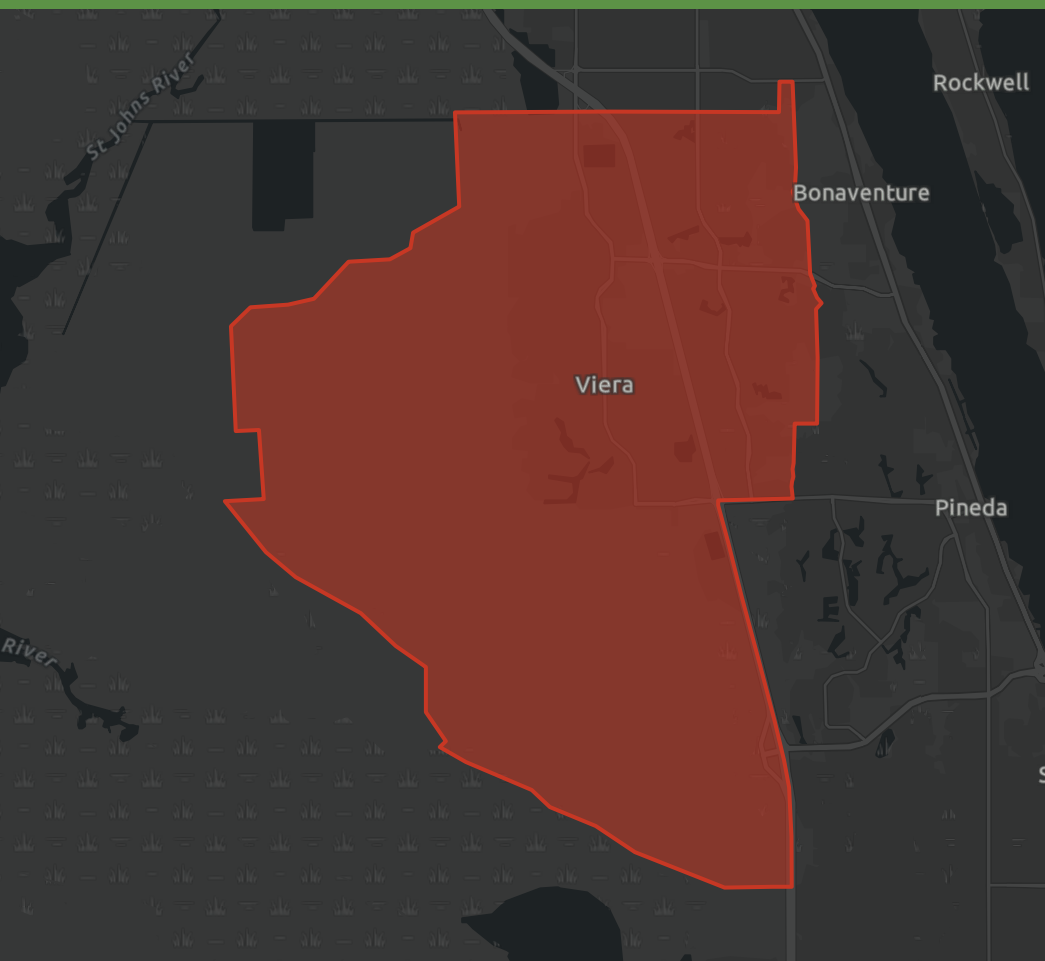 St Johns River
Rockwell
Bonaventure
Viera
Pineda
River
S